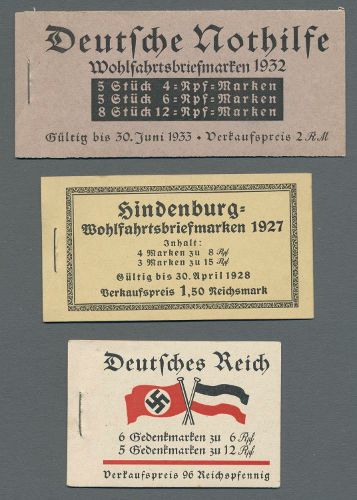 Deutsche Nothilfe
Wohlfahrtsbriefmarken 1932
5 Stück 4=Rpf=Marken
5 Stück 6=Rpf=Marken
8 Stück 12=Rpf=Marken
Gültig bis 30. Juni 1933 • Verkaufspreis 2 RM
Hindenburg=
Wohlfahrtsbriefmarken 1927
Inhalt:
4 Marken zu 8 Rpf
3 Marken zu 15 Rpf
Gültig bis 30. April 1928
Verkaufspreis 1,50 Reichsmark
Deutsches Reich
6 Gedenkmarken zu 6 Rpf
5 Gedenkmarken zu 12 Rpf
Verkaufspreis 96 Reichspfennig